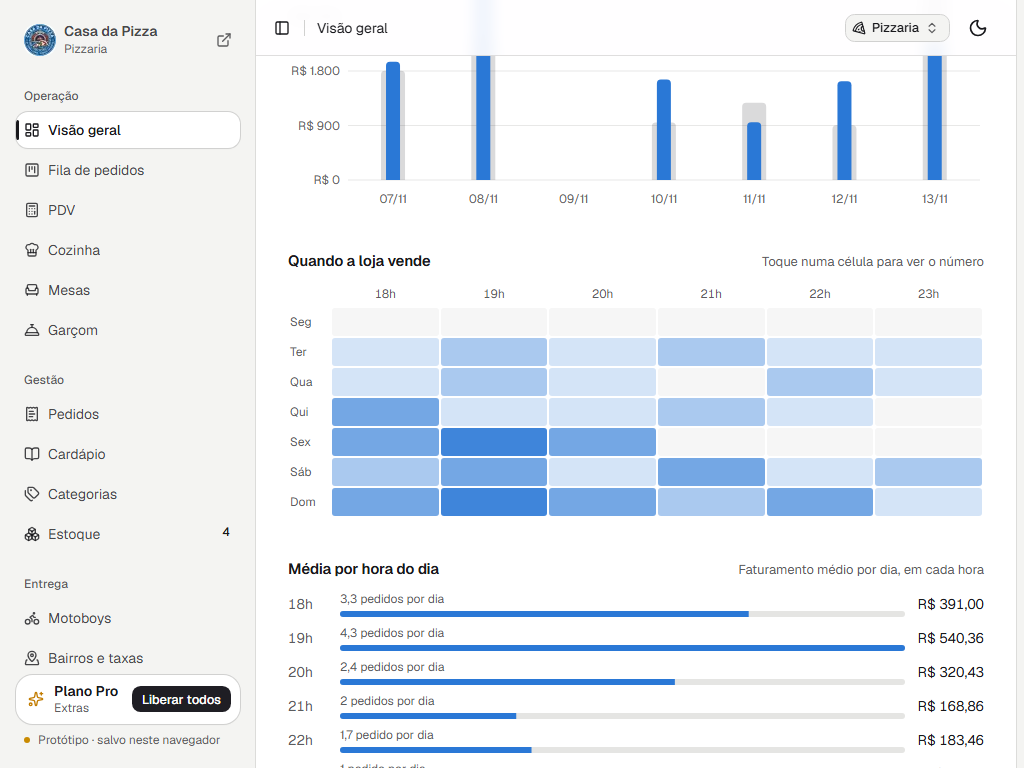 Casa da Pizza
Pizzaria
Operação
Visão geral
Fila de pedidos
PDV
Cozinha
Mesas
Garçom
Gestão
Pedidos
Cardápio
Categorias
Estoque 4
Entrega
Motoboys
Bairros e taxas
Plano Pro
Extras
Liberar todos
Protótipo · salvo neste navegador
Visão geral
Pizzaria
R$ 1.800
R$ 900
R$ 0
07/11 08/11 09/11 10/11 11/11 12/11 13/11
Quando a loja vende
Toque numa célula para ver o número
18h 19h 20h 21h 22h 23h
Seg
Ter
Qua
Qui
Sex
Sáb
Dom
Média por hora do dia
Faturamento médio por dia, em cada hora
18h 3,3 pedidos por dia R$ 391,00
19h 4,3 pedidos por dia R$ 540,36
20h 2,4 pedidos por dia R$ 320,43
21h 2 pedidos por dia R$ 168,86
22h 1,7 pedido por dia R$ 183,46
1 pedido por dia